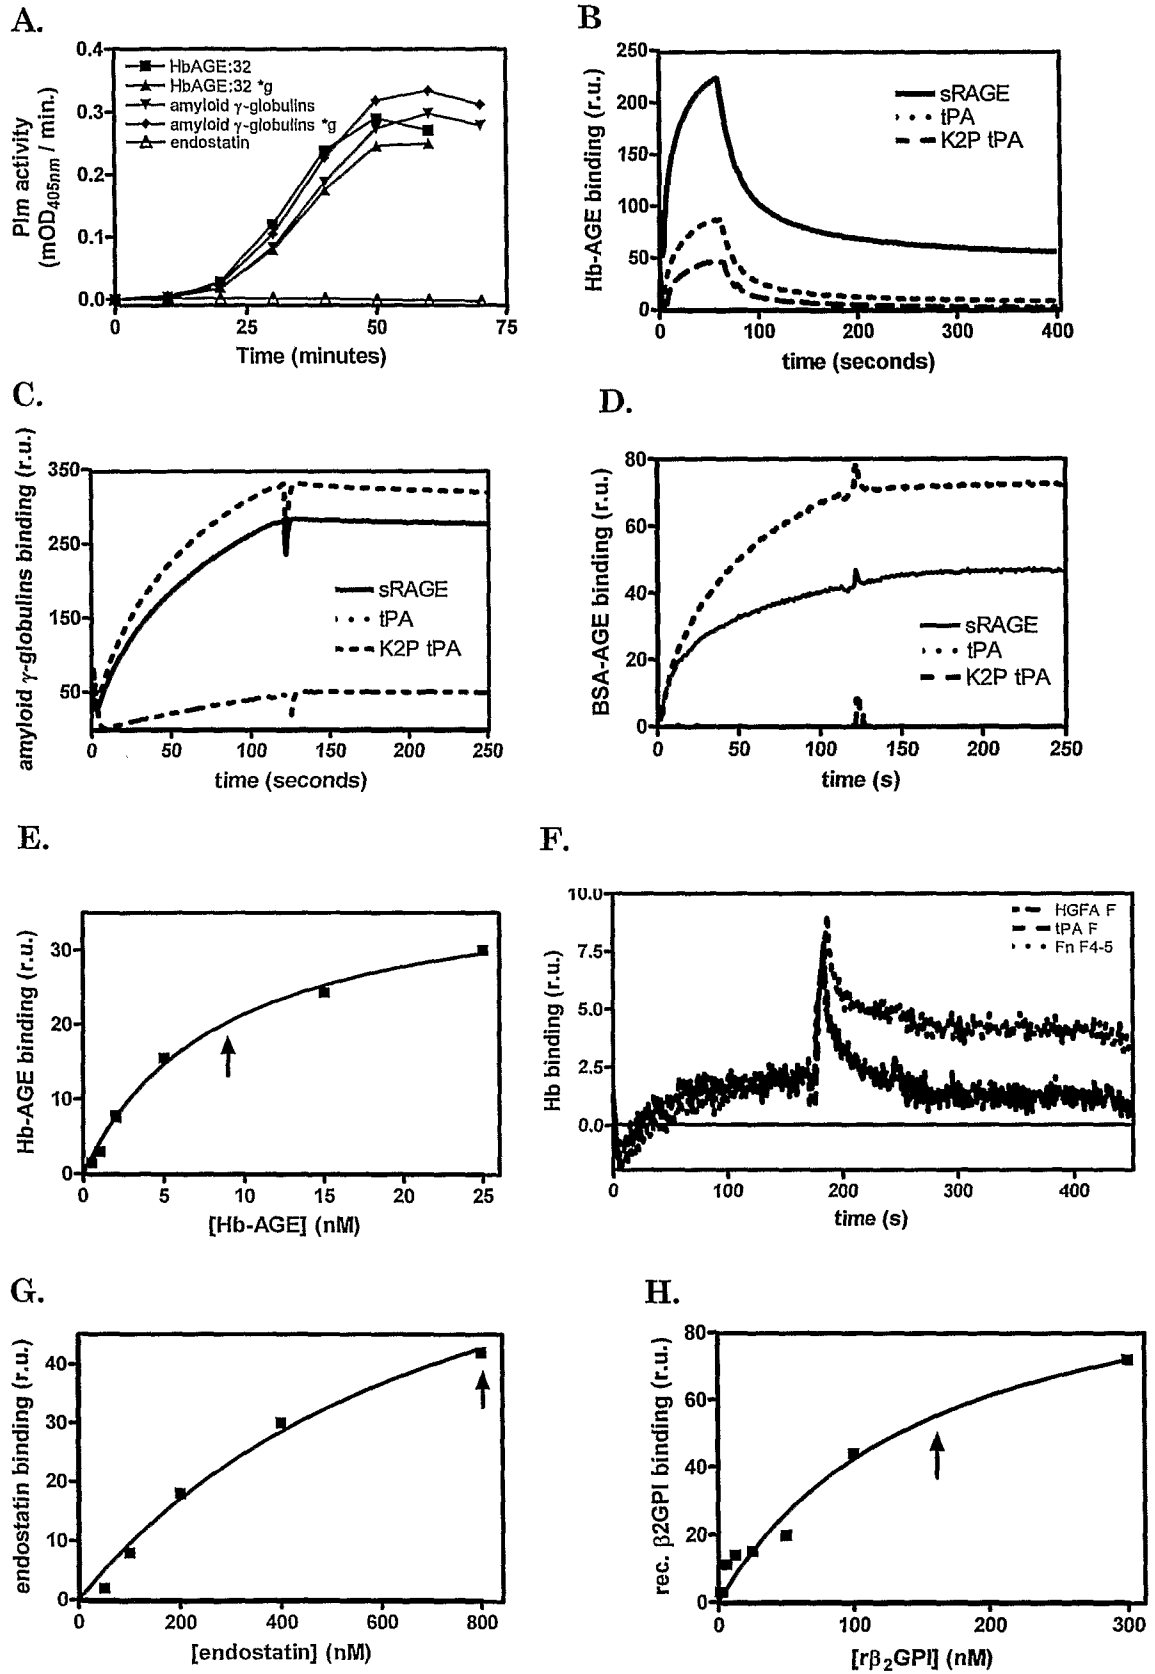 A.
Plm activity
(mOD405nm / min.)
0.4
0.3
0.2
0.1
0.0
HbAGE:32
HbAGE:32 *g
amyloid γ-globulins
amyloid γ-globulins *g
endostatin
0 25 50 75
Time (minutes)
B
Hb-AGE binding (r.u.)
250
200
150
100
50
0
sRAGE
tPA
K2P tPA
0 100 200 300 400
time (seconds)
C.
amyloid γ-globulins binding (r.u.)
350
250
150
50
sRAGE
tPA
K2P tPA
0 50 100 150 200 250
time (seconds)
D.
BSA-AGE binding (r.u.)
80
60
40
20
0
sRAGE
tPA
K2P tPA
0 50 100 150 200 250
time (s)
E.
Hb-AGE binding (r.u.)
30
20
10
0
0 5 10 15 20 25
[Hb-AGE] (nM)
F.
Hb binding (r.u.)
10.0
7.5
5.0
2.5
0.0
HGFA F
tPA F
Fn F4-5
0 100 200 300 400
time (s)
G.
endostatin binding (r.u.)
40
30
20
10
0
0 200 400 600 800
[endostatin] (nM)
H.
rec. β2GPI binding (r.u.)
80
60
40
20
0
0 100 200 300
[rβ2GPI] (nM)